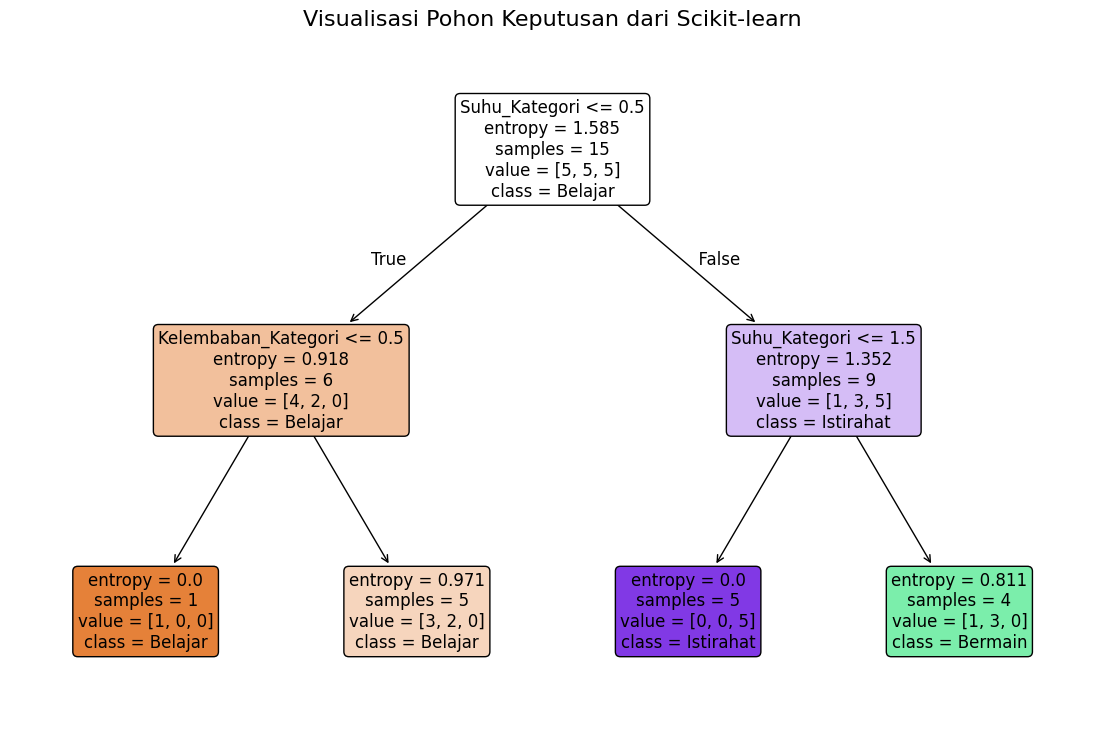 Visualisasi Pohon Keputusan dari Scikit-learn
Suhu_Kategori <= 0.5
entropy = 1.585
samples = 15
value = [5, 5, 5]
class = Belajar
True
False
Kelembaban_Kategori <= 0.5
entropy = 0.918
samples = 6
value = [4, 2, 0]
class = Belajar
Suhu_Kategori <= 1.5
entropy = 1.352
samples = 9
value = [1, 3, 5]
class = Istirahat
entropy = 0.0
samples = 1
value = [1, 0, 0]
class = Belajar
entropy = 0.971
samples = 5
value = [3, 2, 0]
class = Belajar
entropy = 0.0
samples = 5
value = [0, 0, 5]
class = Istirahat
entropy = 0.811
samples = 4
value = [1, 3, 0]
class = Bermain